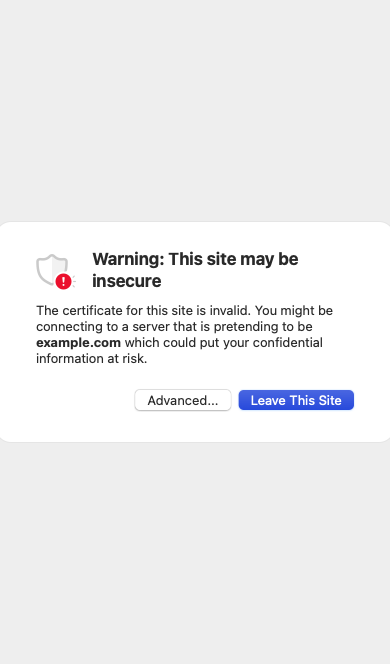 Warning: This site may be
insecure
The certificate for this site is invalid. You might be
connecting to a server that is pretending to be
example.com which could put your confidential
information at risk.
Advanced...
Leave This Site